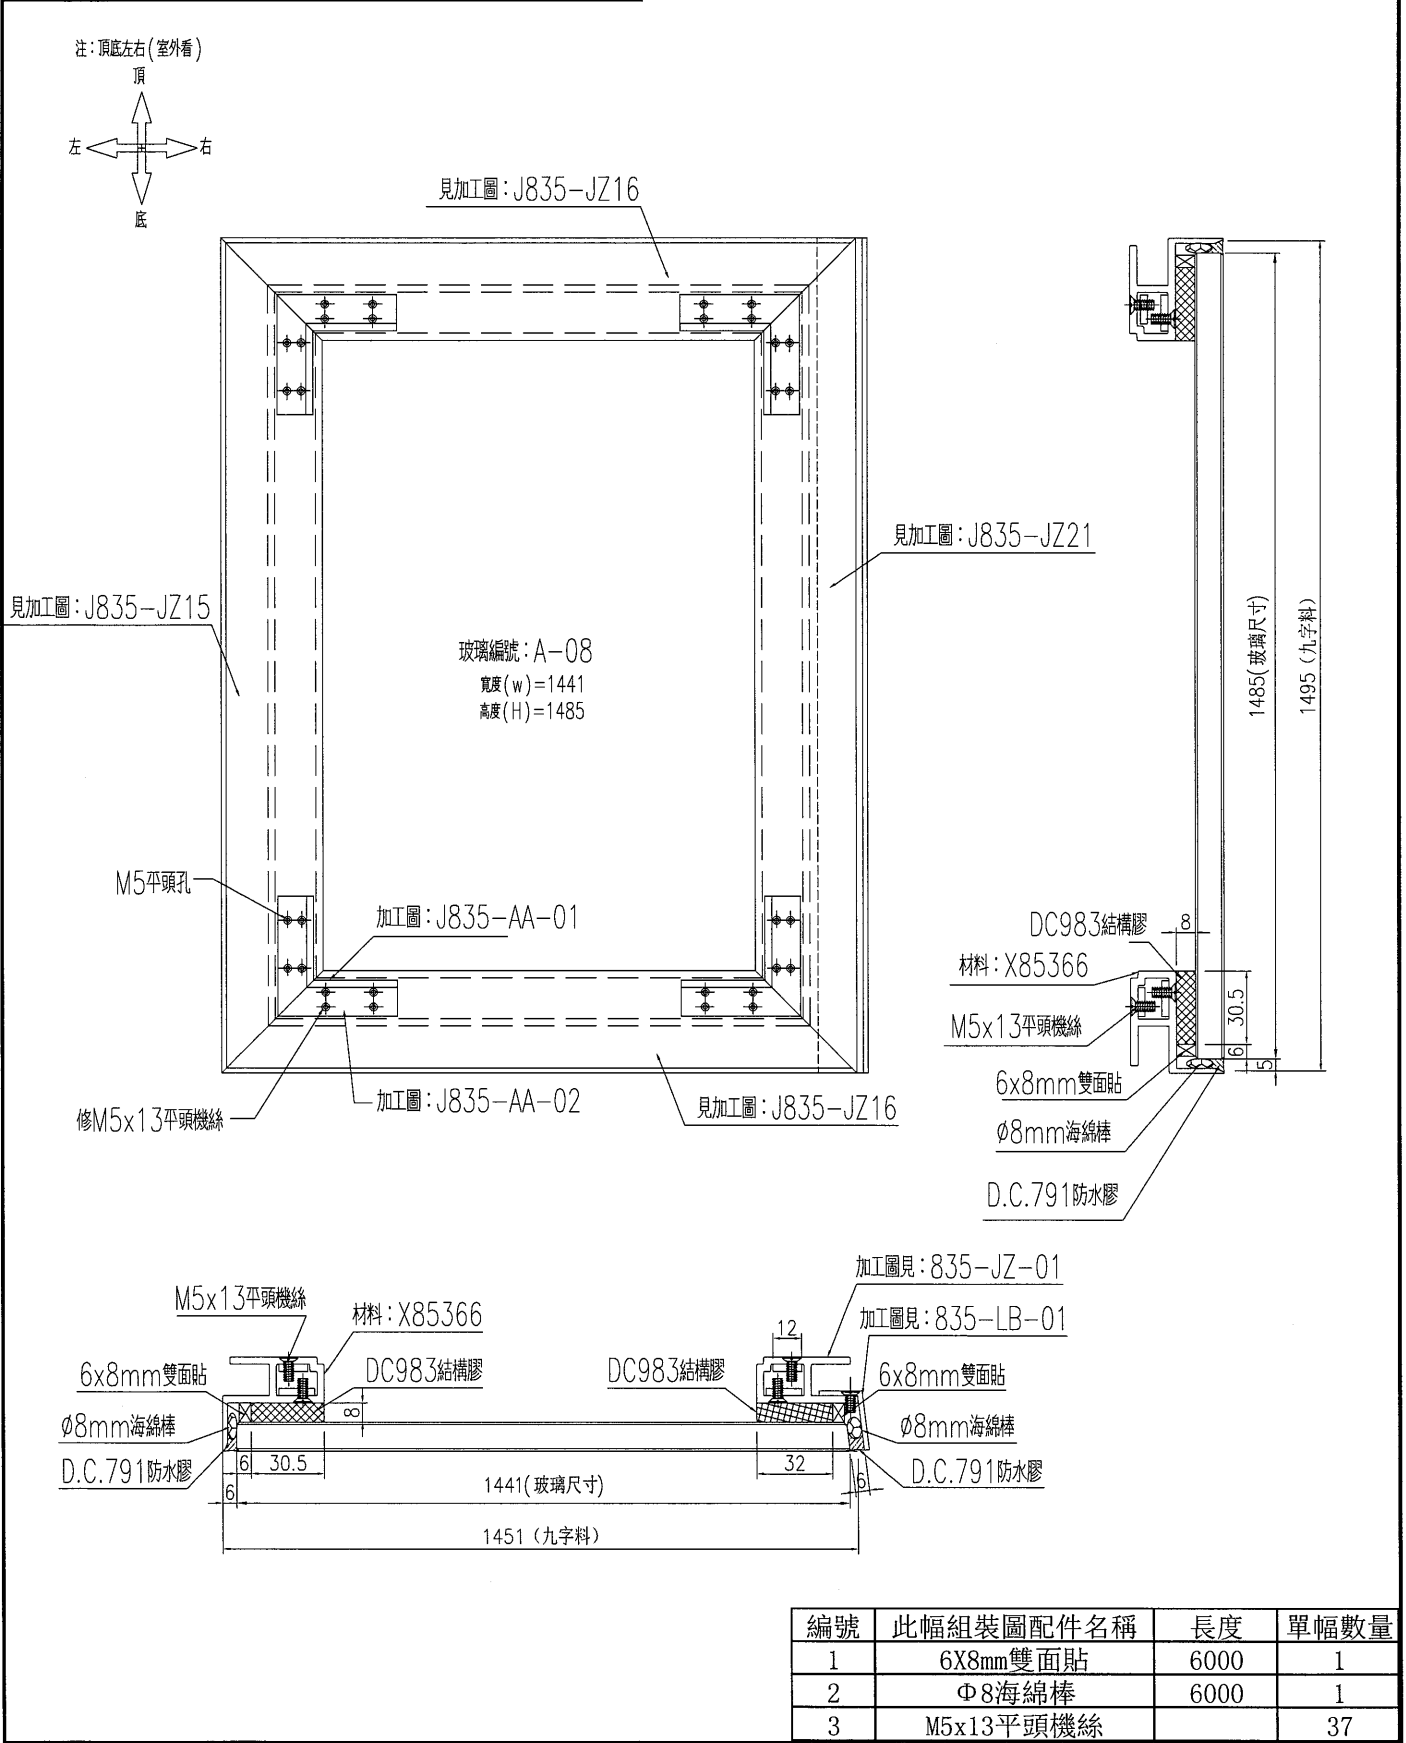 注:頂底左右(室外看)
頂
左
右
底
見加工圖:J835-JZ16
見加工圖:J835-JZ21
見加工圖:J835-JZ15
玻璃編號:A-08
寬度(w)=1441
高度(H)=1485
1485(玻璃尺寸)
1495(九字料)
M5平頭孔
加工圖:J835-AA-01
DC983結構膠
8
材料:X85366
M5x13平頭機絲
30.5
6
5
6x8mm雙面貼
加工圖:J835-AA-02
見加工圖:J835-JZ16
修M5x13平頭機絲
Ø8mm海綿棒
D.C.791防水膠
加工圖見:835-JZ-01
M5x13平頭機絲
材料:X85366
12
加工圖見:835-LB-01
6x8mm雙面貼
DC983結構膠
DC983結構膠
6x8mm雙面貼
8
Ø8mm海綿棒
Ø8mm海綿棒
D.C.791防水膠
6
30.5
32
D.C.791防水膠
6
1441(玻璃尺寸)
6
1451(九字料)
編號 此幅組裝圖配件名稱 長度 單幅數量
1 6X8mm雙面貼 6000 1
2 Φ8海綿棒 6000 1
3 M5x13平頭機絲 37